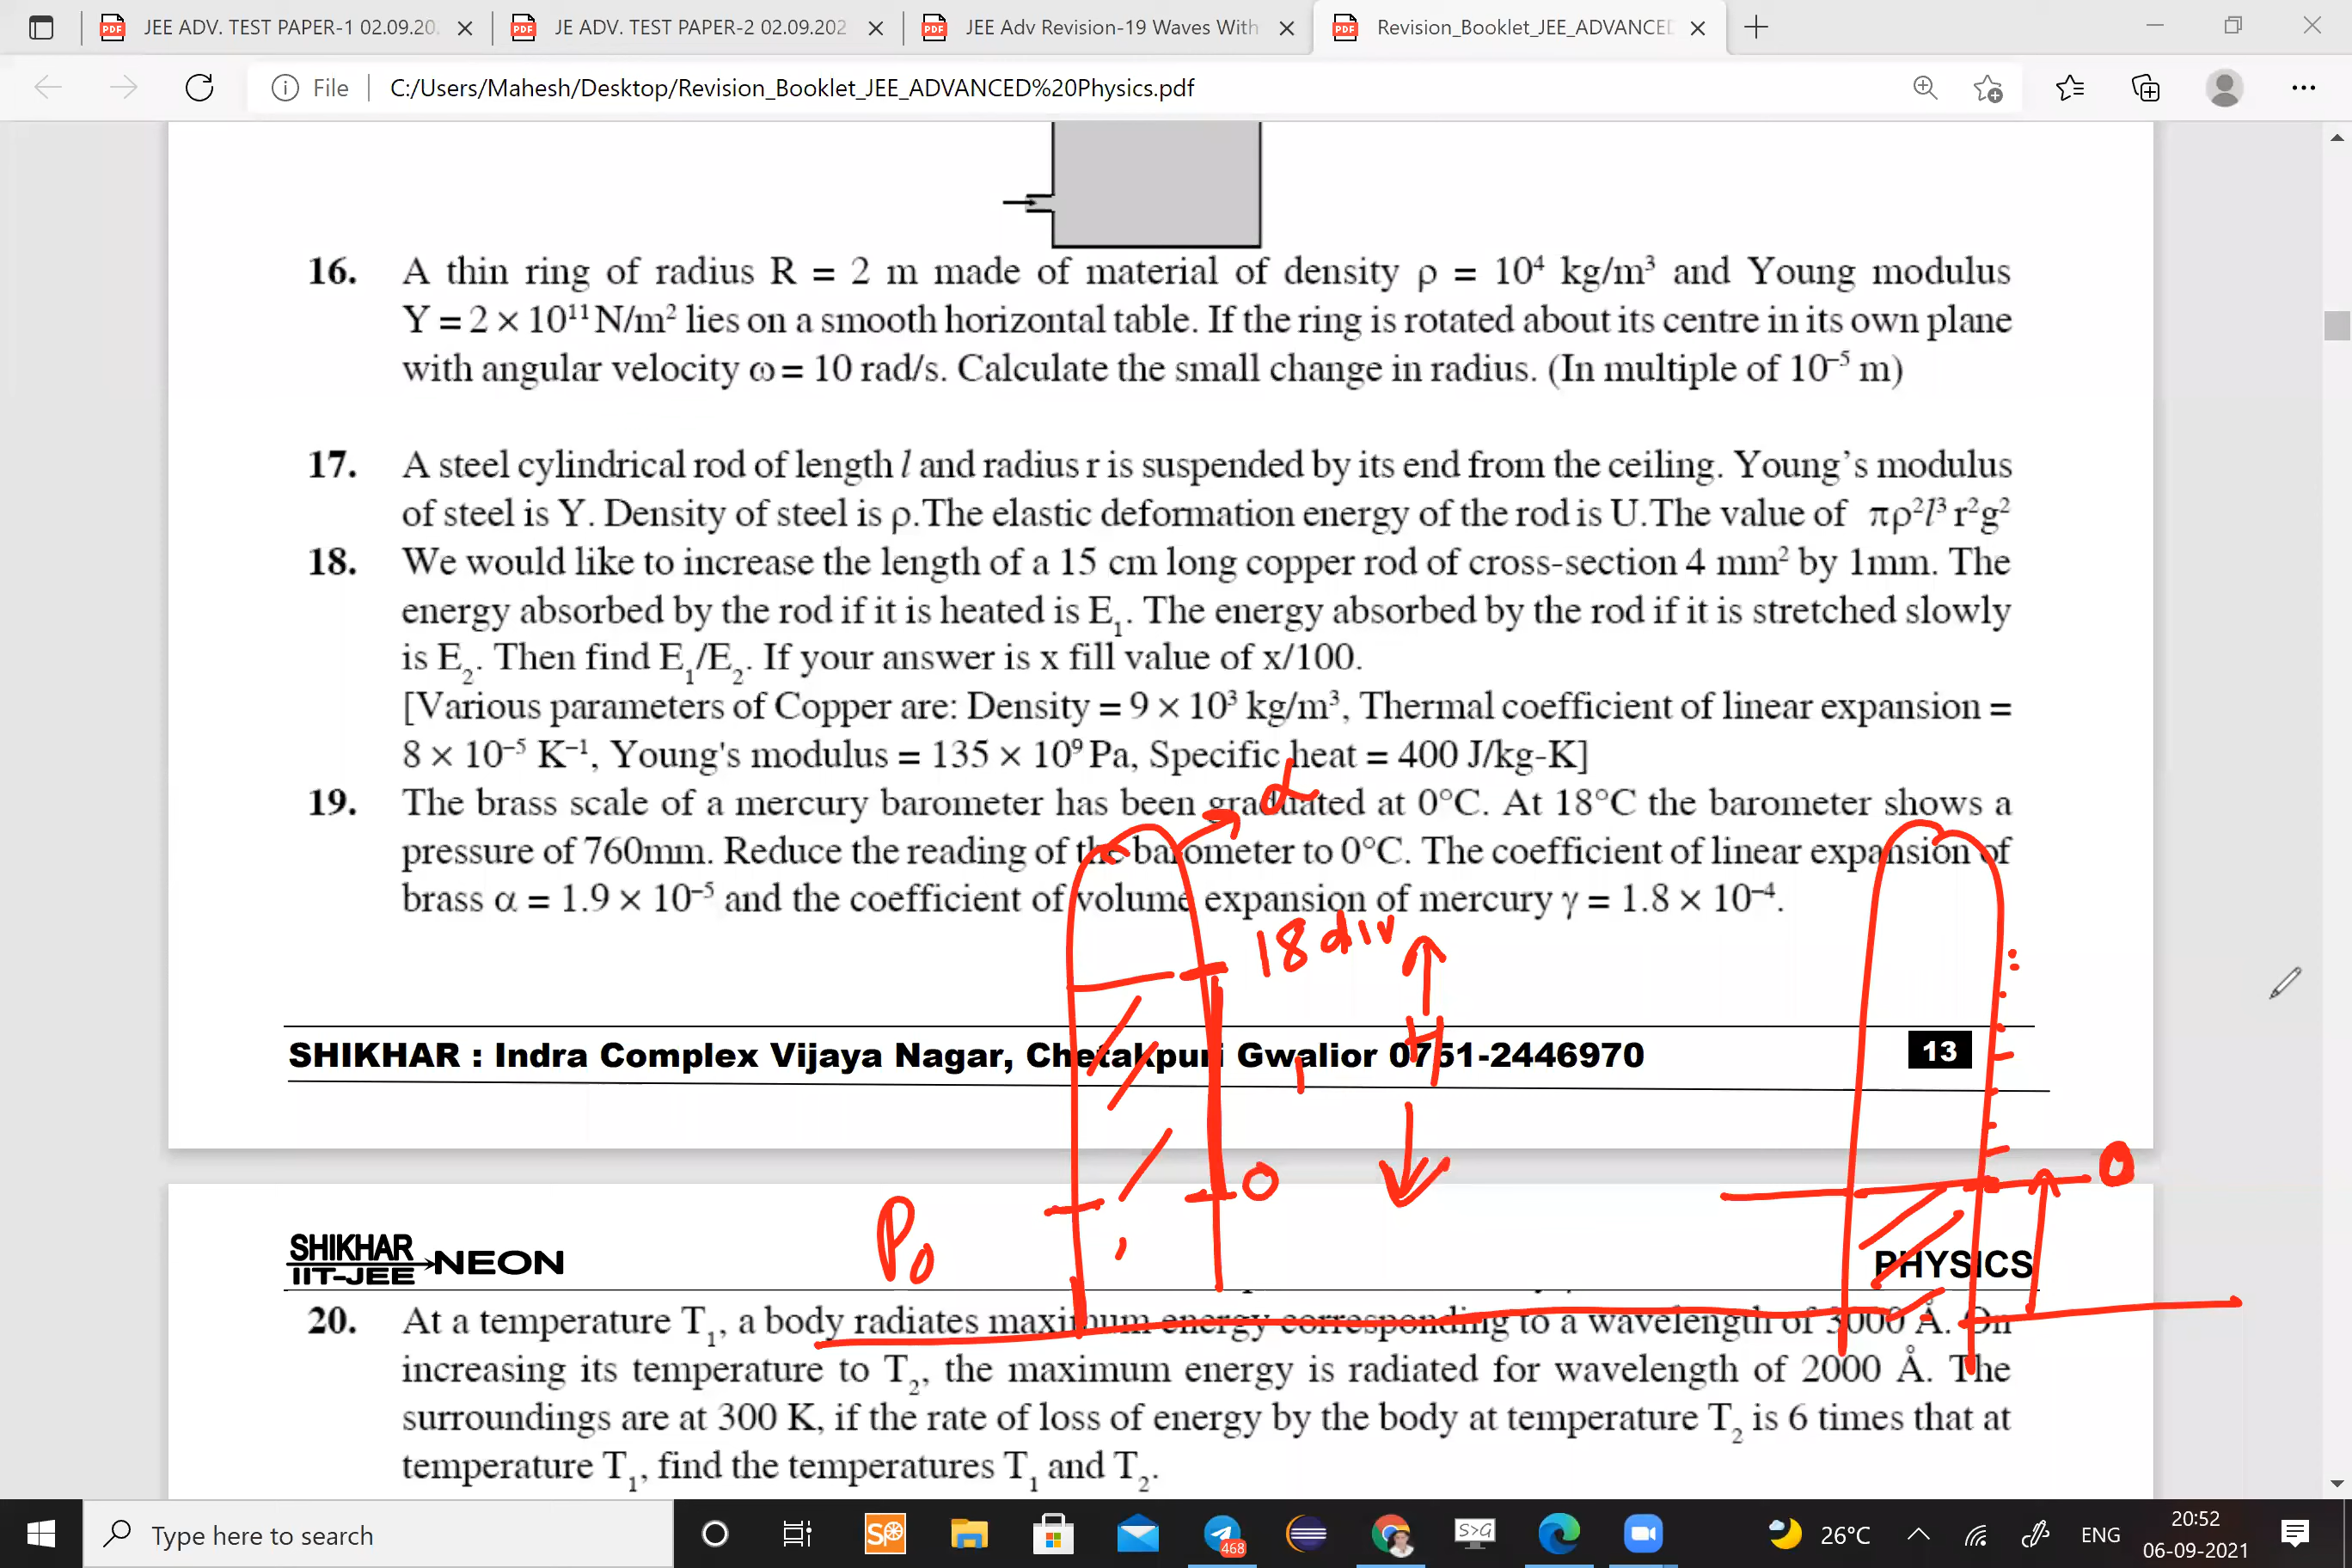 JEE ADV. TEST PAPER-1 02.09.20
JE ADV. TEST PAPER-2 02.09.202
JEE Adv Revision-19 Waves With
Revision_Booklet_JEE_ADVANCED
File
C:/Users/Mahesh/Desktop/Revision_Booklet_JEE_ADVANCED%20Physics.pdf
16. A thin ring of radius R = 2 m made of material of density ρ = 10⁴ kg/m³ and Young modulus
Y = 2 × 10¹¹ N/m² lies on a smooth horizontal table. If the ring is rotated about its centre in its own plane
with angular velocity ω = 10 rad/s. Calculate the small change in radius. (In multiple of 10⁻⁵ m)
17. A steel cylindrical rod of length l and radius r is suspended by its end from the ceiling. Young's modulus
of steel is Y. Density of steel is ρ.The elastic deformation energy of the rod is U.The value of πρ²l³ r²g²
18. We would like to increase the length of a 15 cm long copper rod of cross-section 4 mm² by 1mm. The
energy absorbed by the rod if it is heated is E₁. The energy absorbed by the rod if it is stretched slowly
is E₂. Then find E₁/E₂. If your answer is x fill value of x/100.
[Various parameters of Copper are: Density = 9 × 10³ kg/m³, Thermal coefficient of linear expansion =
8 × 10⁻⁵ K⁻¹, Young's modulus = 135 × 10⁹ Pa, Specific heat = 400 J/kg-K]
α
19. The brass scale of a mercury barometer has been graduated at 0°C. At 18°C the barometer shows a
pressure of 760mm. Reduce the reading of the barometer to 0°C. The coefficient of linear expansion of
brass α = 1.9 × 10⁻⁵ and the coefficient of volume expansion of mercury γ = 1.8 × 10⁻⁴.
18 div
H
SHIKHAR : Indra Complex Vijaya Nagar, Chetakpuri Gwalior 0751-2446970
13
0
0
P₀
SHIKHAR
IIT-JEE
NEON
PHYSICS
20. At a temperature T₁, a body radiates maximum energy corresponding to a wavelength of 3000 Å. On
increasing its temperature to T₂, the maximum energy is radiated for wavelength of 2000 Å. The
surroundings are at 300 K, if the rate of loss of energy by the body at temperature T₂ is 6 times that at
temperature T₁, find the temperatures T₁ and T₂.
Type here to search
SP
468
S>G
26°C
ENG
20:52
06-09-2021